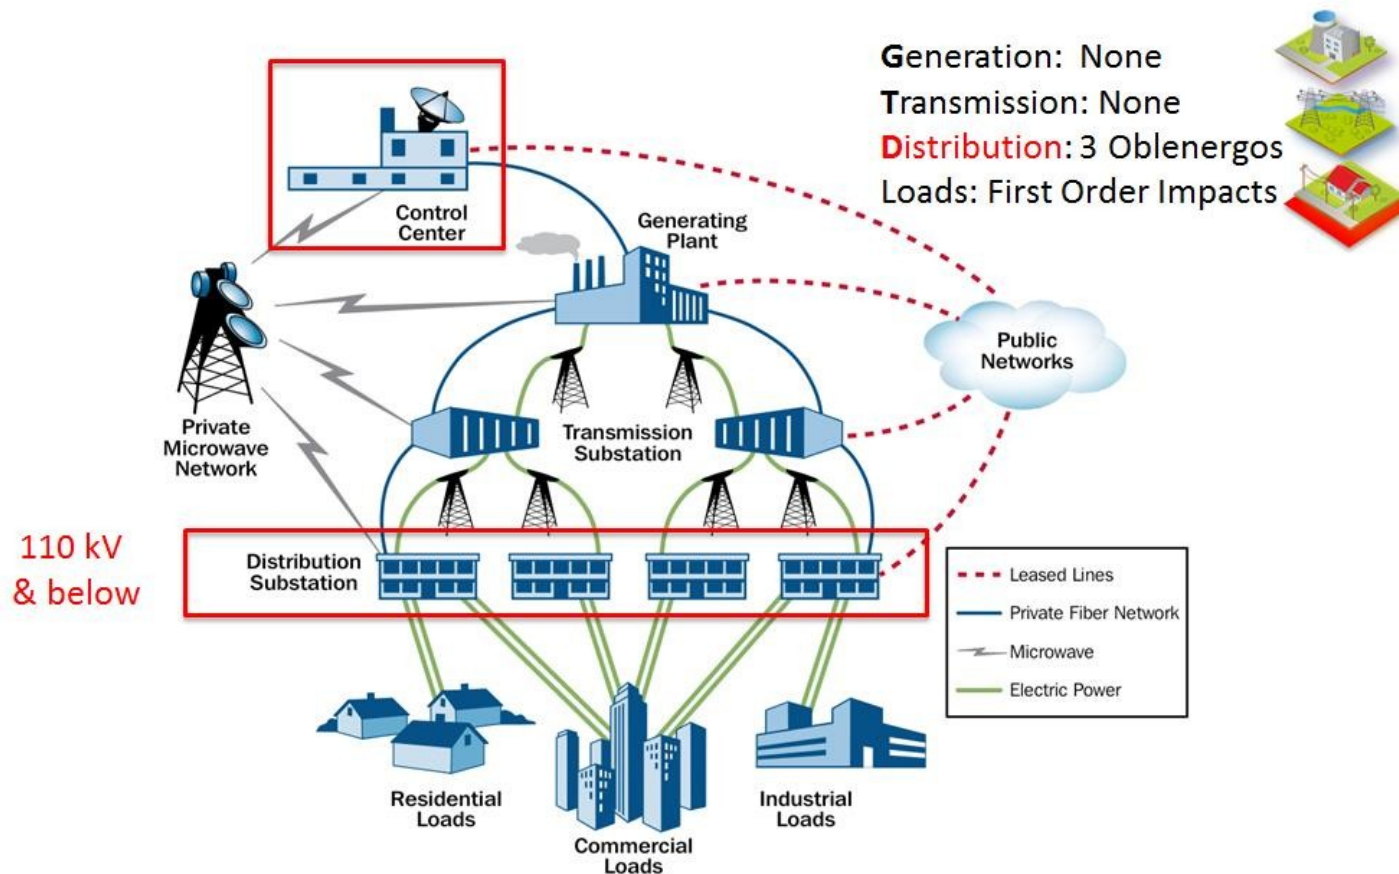 Generation: None
Transmission: None
Distribution: 3 Oblenergos
Loads: First Order Impacts
Control
Center
Generating
Plant
Public
Networks
Private
Microwave
Network
Transmission
Substation
110 kV
& below
Distribution
Substation
Leased Lines
Private Fiber Network
Microwave
Electric Power
Residential
Loads
Commercial
Loads
Industrial
Loads